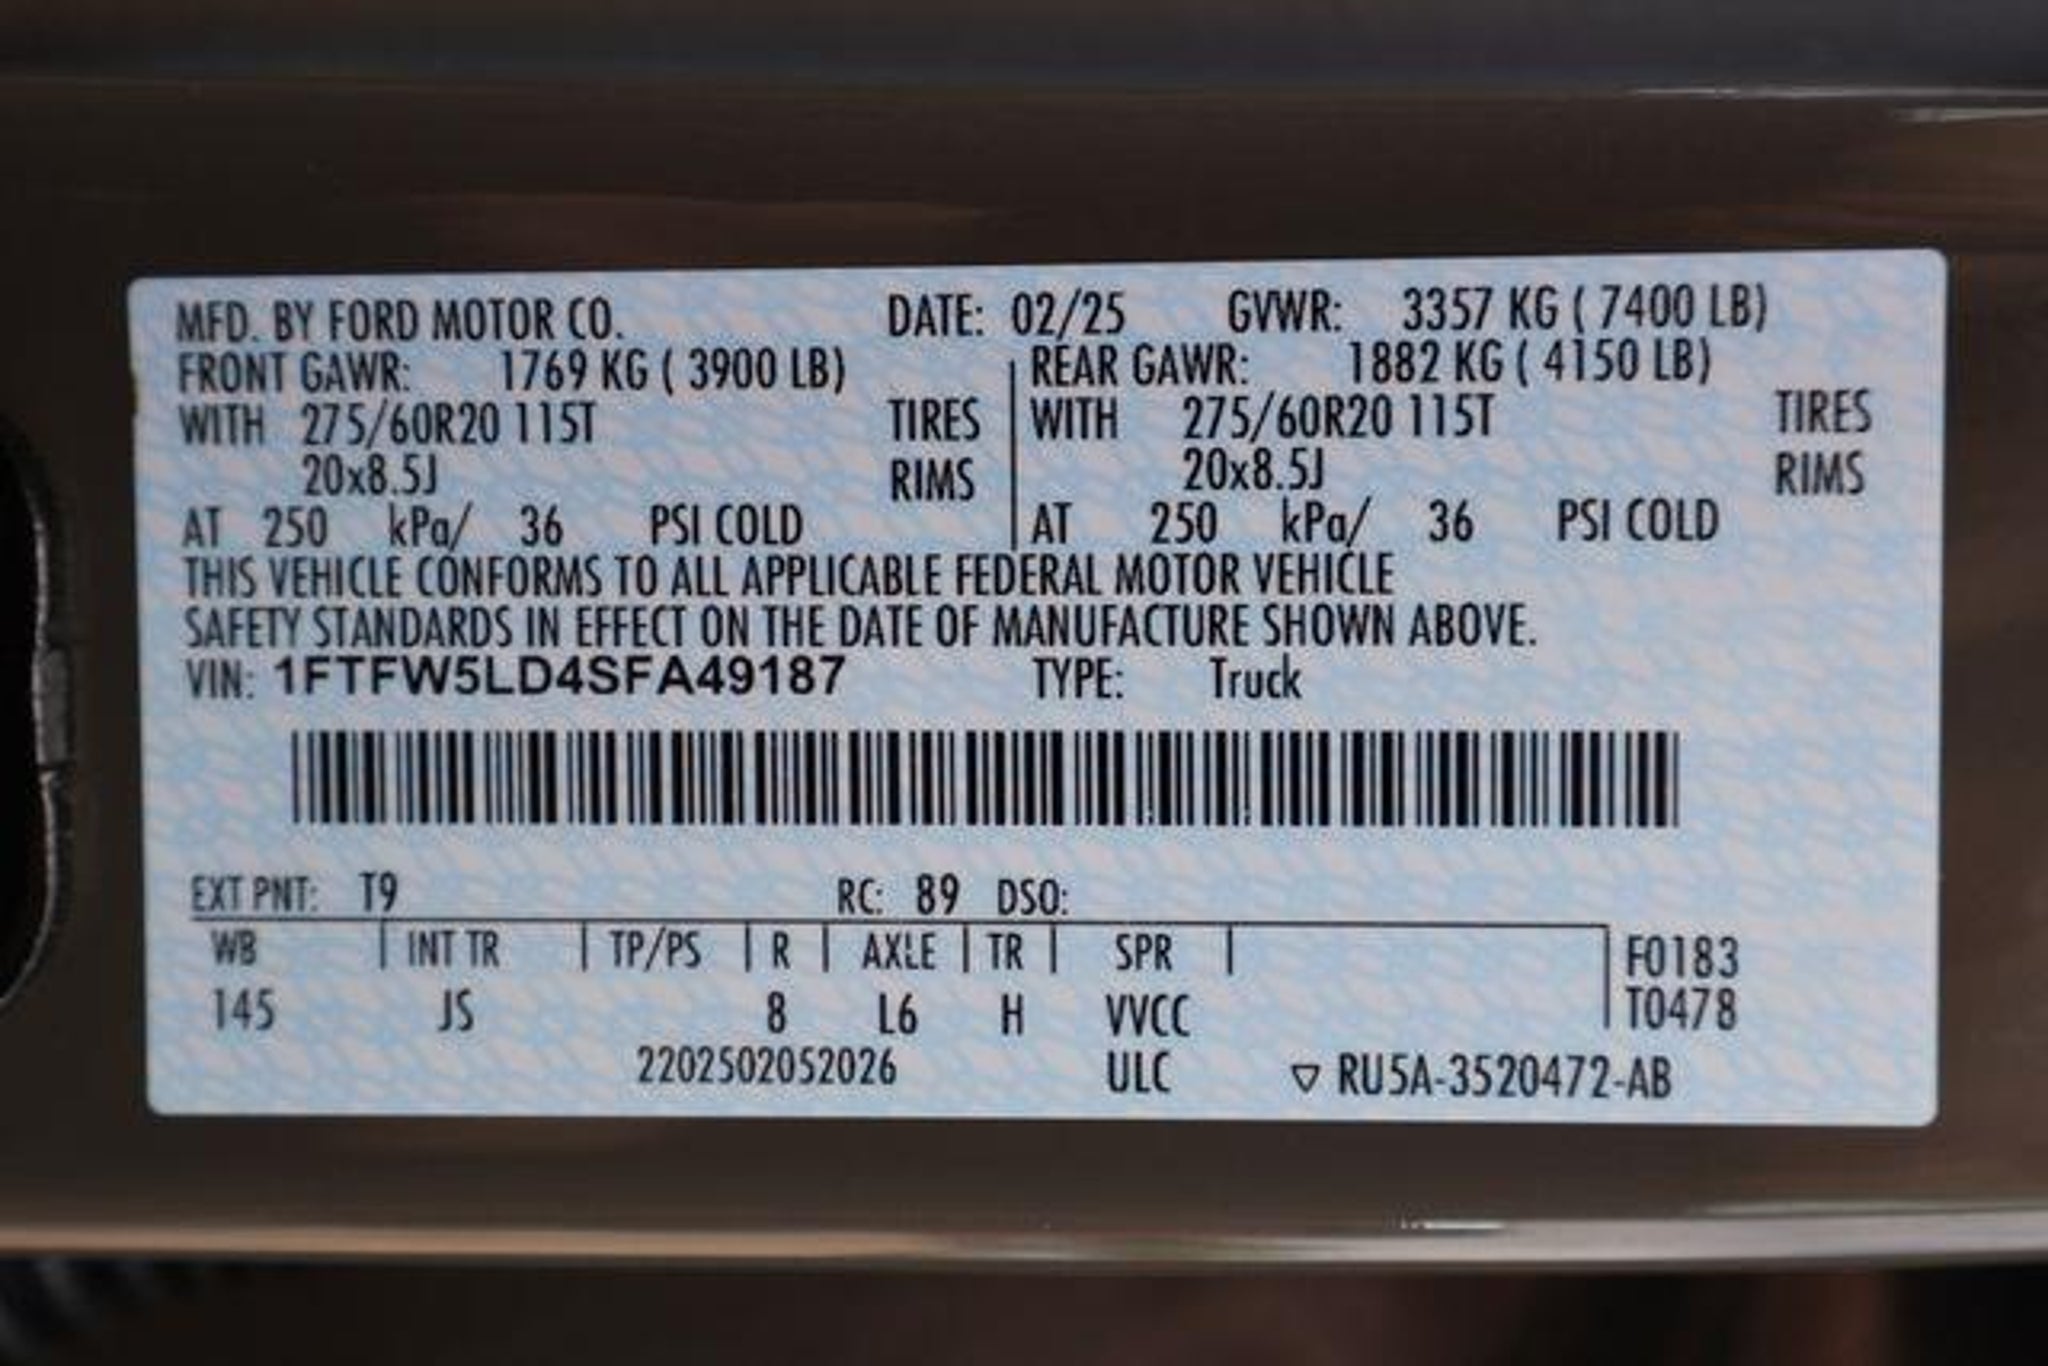 MFD. BY FORD MOTOR CO. DATE: 02/25 GVWR: 3357 KG ( 7400 LB)
FRONT GAWR: 1769 KG ( 3900 LB) REAR GAWR: 1882 KG ( 4150 LB)
WITH 275/60R20 115T TIRES WITH 275/60R20 115T TIRES
20x8.5J RIMS 20x8.5J RIMS
AT 250 kPa/ 36 PSI COLD AT 250 kPa/ 36 PSI COLD
THIS VEHICLE CONFORMS TO ALL APPLICABLE FEDERAL MOTOR VEHICLE
SAFETY STANDARDS IN EFFECT ON THE DATE OF MANUFACTURE SHOWN ABOVE.
VIN: 1FTFW5LD4SFA49187 TYPE: Truck
EXT PNT: T9 RC: 89 DSO:
WB INT TR TP/PS R AXLE TR SPR F0183
145 JS 8 L6 H VVCC T0478
2202502052026 ULC ▽ RU5A-3520472-AB